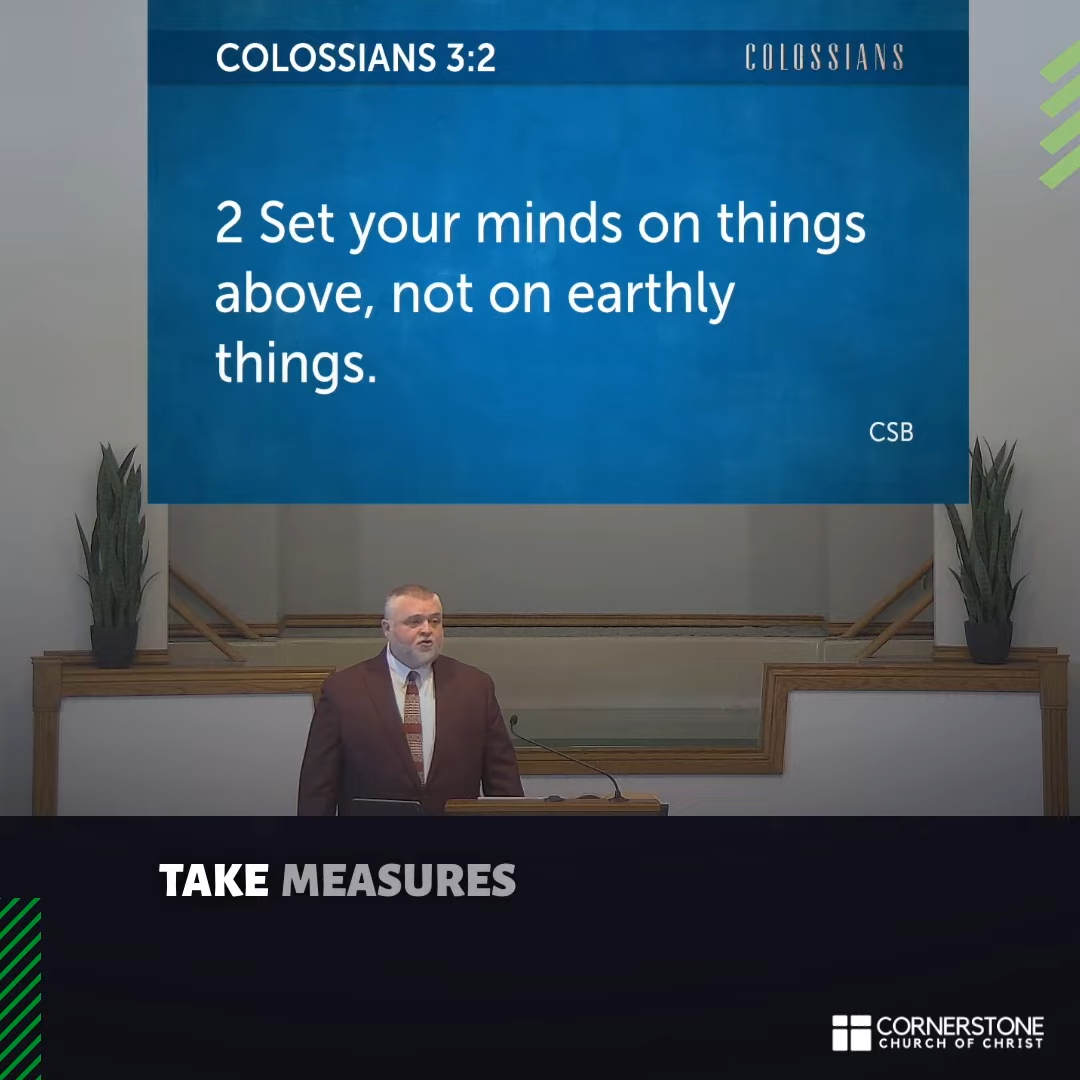 COLOSSIANS 3:2
COLOSSIANS
2 Set your minds on things
above, not on earthly
things.
CSB
TAKE MEASURES
CORNERSTONE
CHURCH OF CHRIST